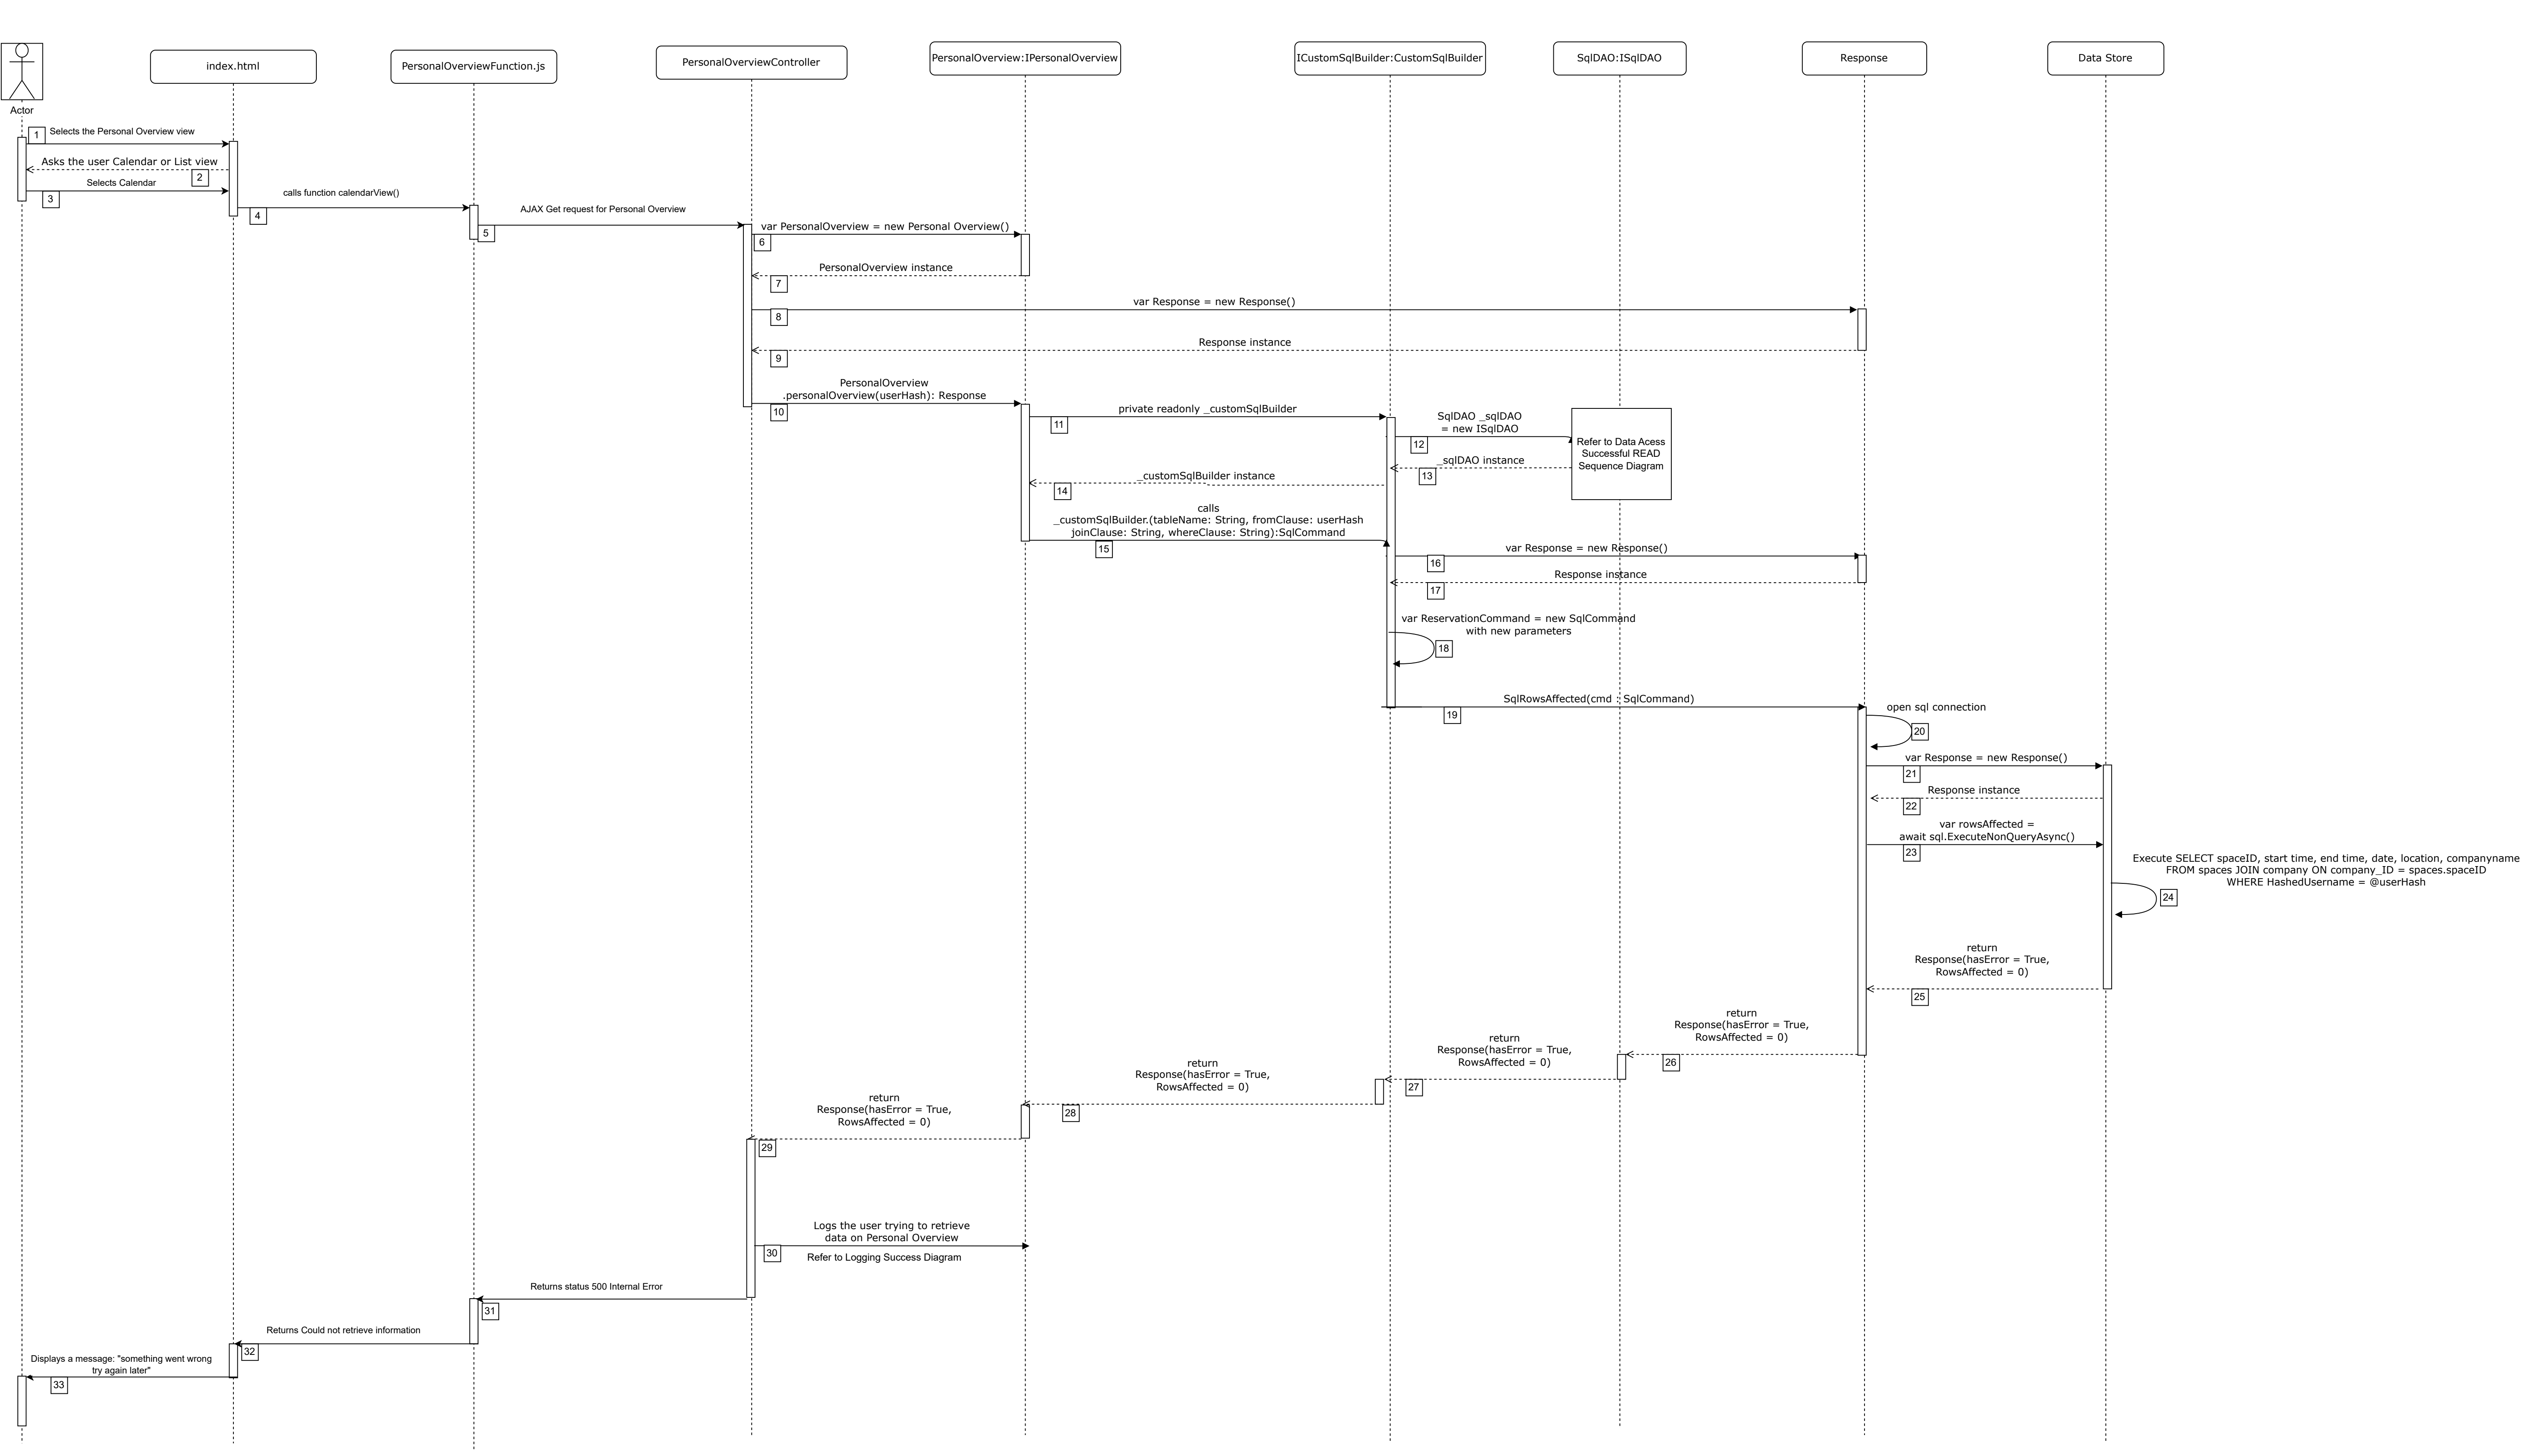 index.html
PersonalOverviewFunction.js
PersonalOverviewController
PersonalOverview:IPersonalOverview
ICustomSqlBuilder:CustomSqlBuilder
SqlDAO:ISqlDAO
Response
Data Store
Actor
1
Selects the Personal Overview view
Asks the user Calendar or List view
2
Selects Calendar
3
calls function calendarView()
4
AJAX Get request for Personal Overview
5
var PersonalOverview = new Personal Overview()
6
PersonalOverview instance
7
var Response = new Response()
8
Response instance
9
PersonalOverview
.personalOverview(userHash): Response
10
private readonly _customSqlBuilder
11
SqlDAO _sqlDAO
= new ISqlDAO
12
Refer to Data Acess
Successful READ
Sequence Diagram
_sqlDAO instance
13
_customSqlBuilder instance
14
calls
_customSqlBuilder.(tableName: String, fromClause: userHash
joinClause: String, whereClause: String):SqlCommand
15
var Response = new Response()
16
Response instance
17
var ReservationCommand = new SqlCommand
with new parameters
18
SqlRowsAffected(cmd : SqlCommand)
19
open sql connection
20
var Response = new Response()
21
Response instance
22
var rowsAffected =
await sql.ExecuteNonQueryAsync()
23
Execute SELECT spaceID, start time, end time, date, location, companyname
FROM spaces JOIN company ON company_ID = spaces.spaceID
WHERE HashedUsername = @userHash
24
return
Response(hasError = True,
RowsAffected = 0)
25
return
Response(hasError = True,
RowsAffected = 0)
26
return
Response(hasError = True,
RowsAffected = 0)
27
return
Response(hasError = True,
RowsAffected = 0)
28
return
Response(hasError = True,
RowsAffected = 0)
29
Logs the user trying to retrieve
data on Personal Overview
30
Refer to Logging Success Diagram
Returns status 500 Internal Error
31
Returns Could not retrieve information
32
Displays a message: "something went wrong
try again later"
33